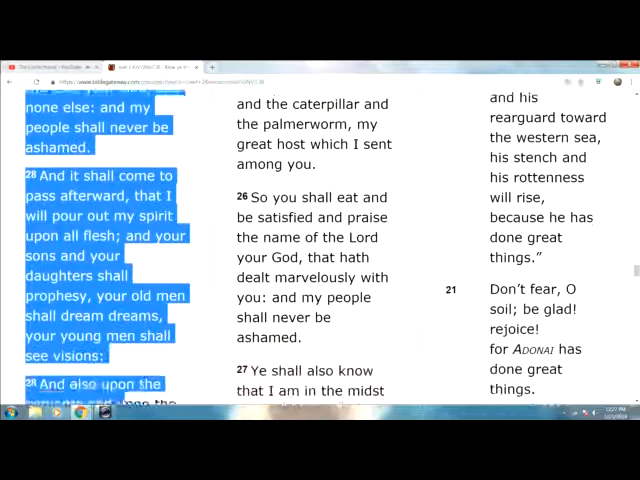 none else: and my
people shall never be
ashamed.
28 And it shall come to
pass afterward, that I
will pour out my spirit
upon all flesh; and your
sons and your
daughters shall
prophesy, your old men
shall dream dreams,
your young men shall
see visions:
28 And also upon the
and the caterpillar and
the palmerworm, my
great host which I sent
among you.
26 So you shall eat and
be satisfied and praise
the name of the Lord
your God, that hath
dealt marvelously with
you: and my people
shall never be
ashamed.
27 Ye shall also know
that I am in the midst
and his
rearguard toward
the western sea,
his stench and
his rottenness
will rise,
because he has
done great
things.”
21 Don’t fear, O
soil; be glad!
rejoice!
for ADONAI has
done great
things.
12:27 PM